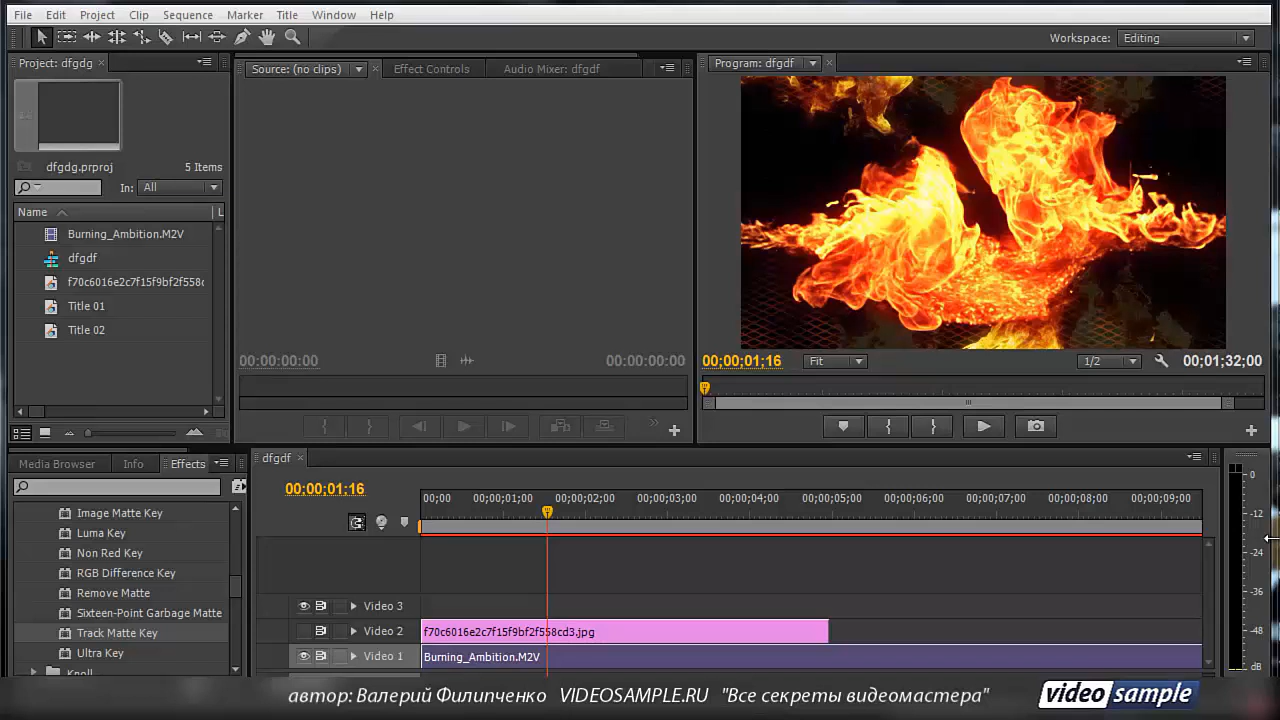 File Edit Project Clip Sequence Marker Title Window Help
Workspace: Editing
Project: dfgdg
Source: (no clips) Effect Controls Audio Mixer: dfgdf
Program: dfgdf
dfgdg.prproj 5 Items
In: All
Name L
Burning_Ambition.M2V
dfgdf
f70c6016e2c7f15f9bf2f558c
Title 01
Title 02
00:00:00:00 00:00:00:00
00;00;01;16 Fit 1/2 00;01;32;00
Media Browser Info Effects
Image Matte Key
Luma Key
Non Red Key
RGB Difference Key
Remove Matte
Sixteen-Point Garbage Matte
Track Matte Key
Ultra Key
Knoll
dfgdf
00;00;01;16
00;00 00;00;01;00 00;00;02;00 00;00;03;00 00;00;04;00 00;00;05;00 00;00;06;00 00;00;07;00 00;00;08;00 00;00;09;00
Video 3
Video 2 f70c6016e2c7f15f9bf2f558cd3.jpg
Video 1 Burning_Ambition.M2V
0
-12
-24
-36
-48
dB
автор: Валерий Филипченко VIDEOSAMPLE.RU "Все секреты видеомастера"
video sample